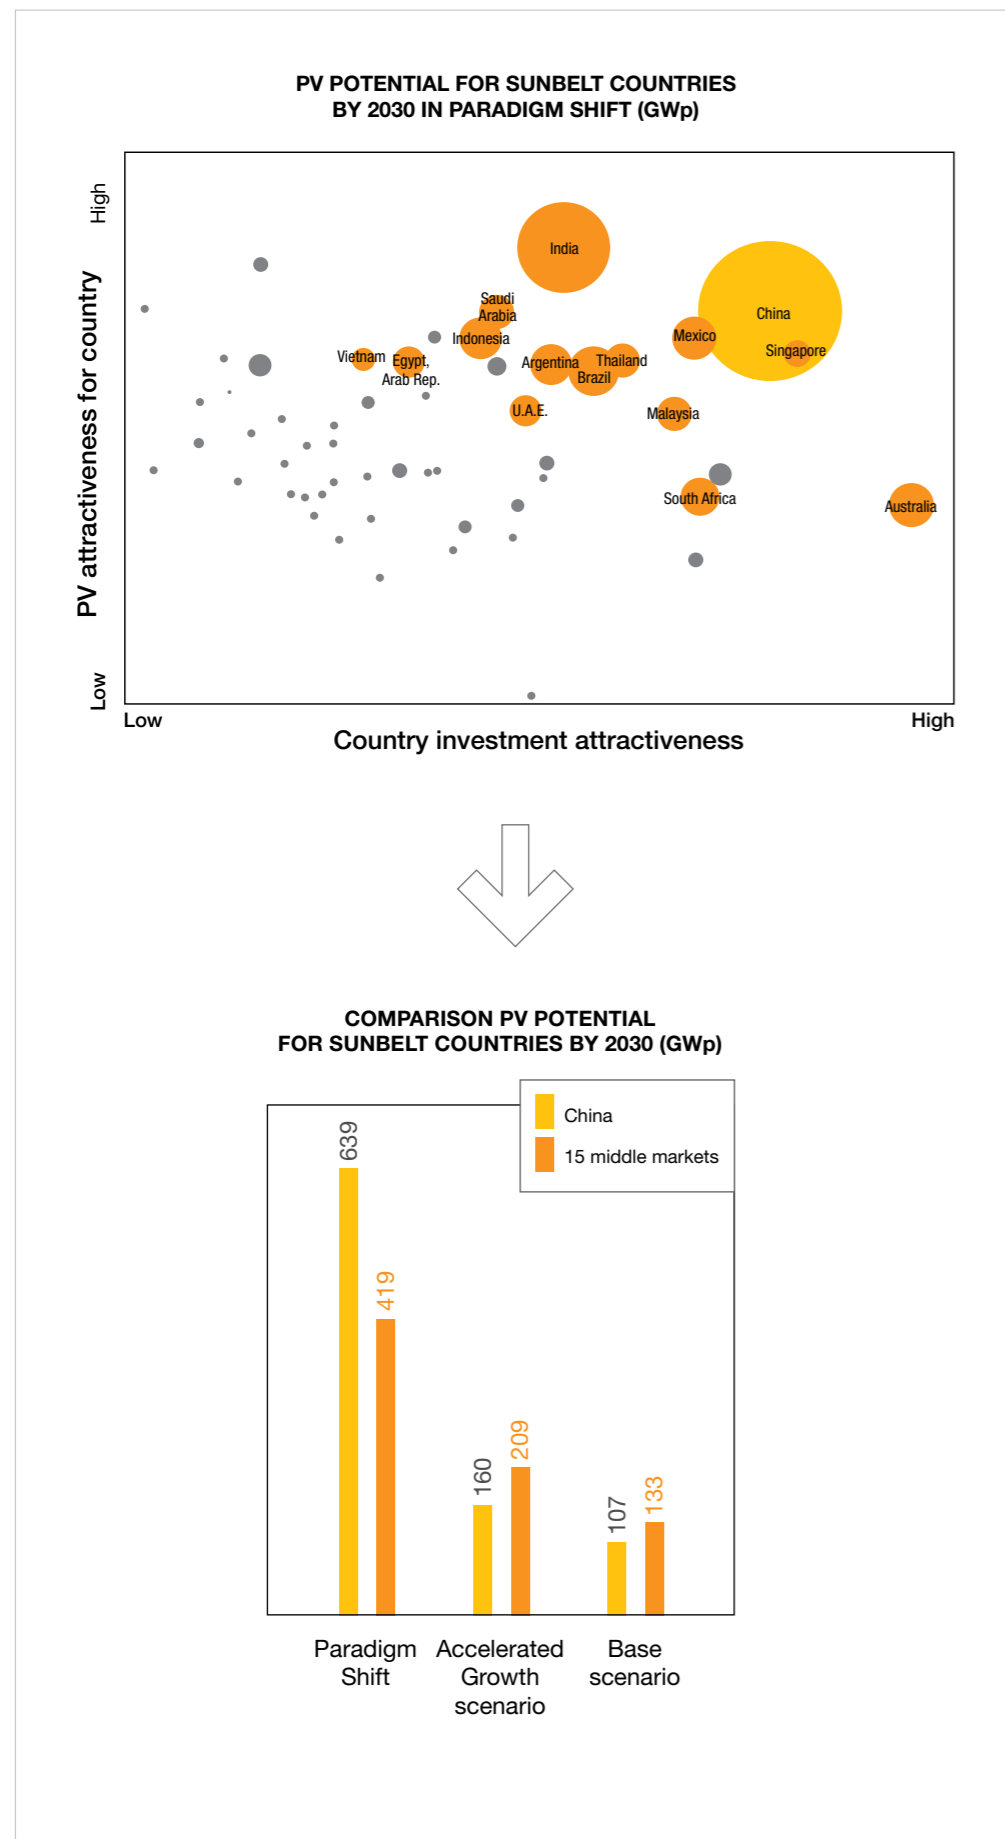 PV POTENTIAL FOR SUNBELT COUNTRIES
BY 2030 IN PARADIGM SHIFT (GWp)
High
PV attractiveness for country
Low
India
Saudi
Arabia
China
Indonesia
Mexico
Singapore
Vietnam
Egypt,
Arab Rep.
Argentina
Thailand
Brazil
U.A.E.
Malaysia
South Africa
Australia
Low
High
Country investment attractiveness
COMPARISON PV POTENTIAL
FOR SUNBELT COUNTRIES BY 2030 (GWp)
China
15 middle markets
639
419
160
209
107
133
Paradigm
Shift
Accelerated
Growth
scenario
Base
scenario